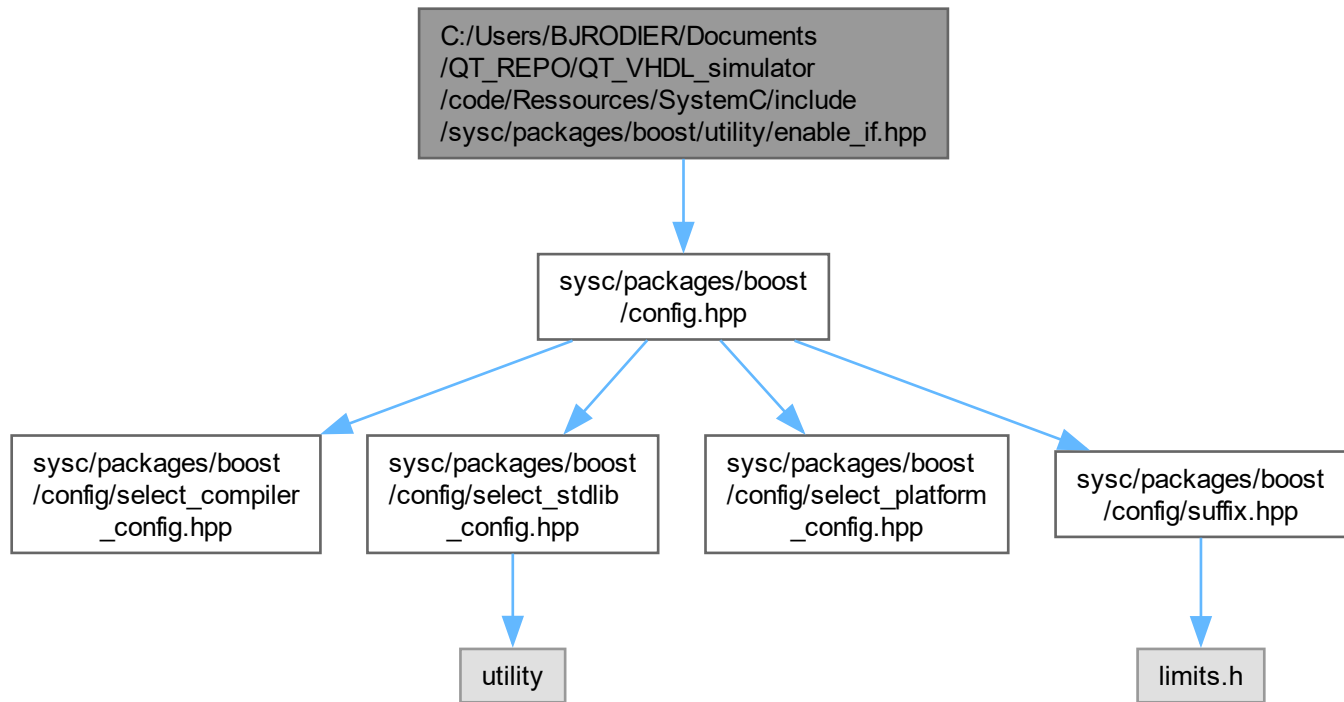 C:/Users/BJRODIER/Documents
/QT_REPO/QT_VHDL_simulator
/code/Ressources/SystemC/include
/sysc/packages/boost/utility/enable_if.hpp
sysc/packages/boost
/config.hpp
sysc/packages/boost
/config/select_compiler
_config.hpp
sysc/packages/boost
/config/select_stdlib
_config.hpp
sysc/packages/boost
/config/select_platform
_config.hpp
sysc/packages/boost
/config/suffix.hpp
utility
limits.h